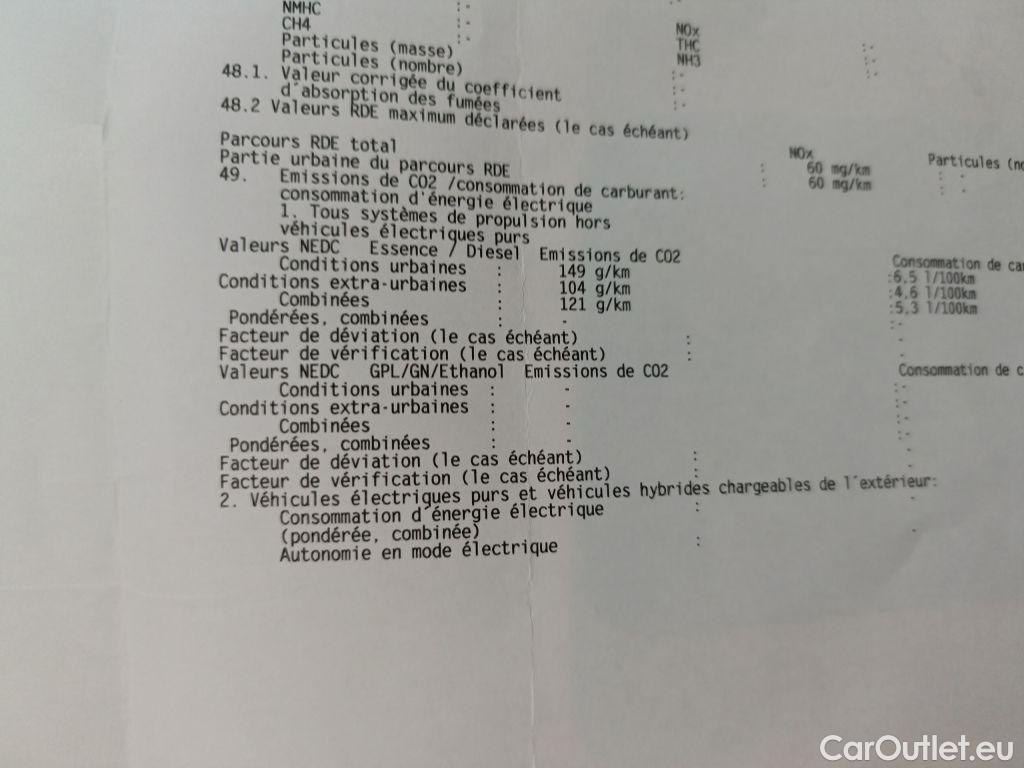 NMHC :-
CH4 :- NOx
Particules (masse) :- THC :-
Particules (nombre) NH3 :-
48.1. Valeur corrigée du coefficient :-
d'absorption des fumées :-
48.2 Valeurs RDE maximum déclarées (le cas échéant)
Parcours RDE total NOx
Partie urbaine du parcours RDE : 60 mg/km Particules (no
49. Emissions de CO2 /consommation de carburant: : 60 mg/km : -
consommation d'énergie électrique
1. Tous systèmes de propulsion hors
véhicules électriques purs
Valeurs NEDC Essence / Diesel Emissions de CO2 Consommation de car
Conditions urbaines : 149 g/km :6,5 l/100km
Conditions extra-urbaines : 104 g/km :4,6 l/100km
Combinées : 121 g/km :5,3 l/100km
Pondérées, combinées : - :-
Facteur de déviation (le cas échéant) : -
Facteur de vérification (le cas échéant) : -
Valeurs NEDC GPL/GN/Ethanol Emissions de CO2 Consommation de c
Conditions urbaines : - :-
Conditions extra-urbaines : - :-
Combinées : - :-
Pondérées, combinées : - :-
Facteur de déviation (le cas échéant) : -
Facteur de vérification (le cas échéant) : -
2. Véhicules électriques purs et véhicules hybrides chargeables de l'extérieur:
Consommation d'énergie électrique : -
(pondérée, combinée)
Autonomie en mode électrique : -
CarOutlet.eu